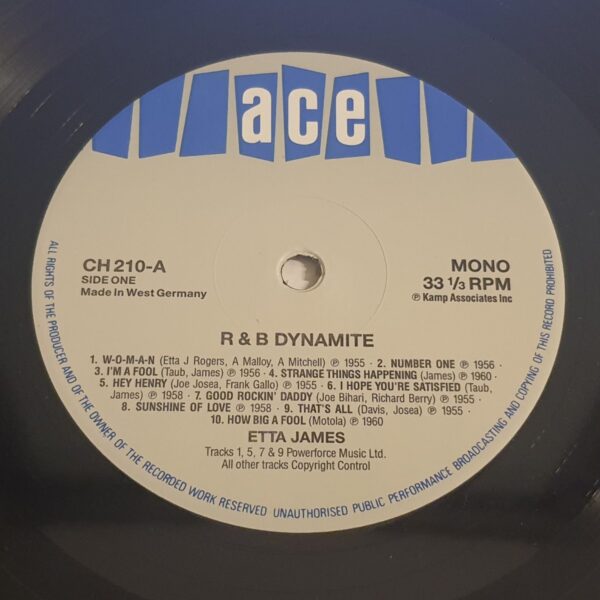 ace
CH 210-A
SIDE ONE
Made In West Germany
MONO
33 1/3 RPM
℗ Kamp Associates Inc
R & B DYNAMITE
1. W-O-M-A-N (Etta J Rogers, A Malloy, A Mitchell) ℗ 1955 · 2. NUMBER ONE ℗ 1956 ·
3. I'M A FOOL (Taub, James) ℗ 1956 · 4. STRANGE THINGS HAPPENING (James) ℗ 1960 ·
5. HEY HENRY (Joe Josea, Frank Gallo) ℗ 1955 · 6. I HOPE YOU'RE SATISFIED (Taub,
James) ℗ 1958 · 7. GOOD ROCKIN' DADDY (Joe Bihari, Richard Berry) ℗ 1955 ·
8. SUNSHINE OF LOVE ℗ 1958 · 9. THAT'S ALL (Davis, Josea) ℗ 1955 ·
10. HOW BIG A FOOL (Motola) ℗ 1960
ETTA JAMES
Tracks 1, 5, 7 & 9 Powerforce Music Ltd.
All other tracks Copyright Control
ALL RIGHTS OF THE PRODUCER AND OF THE OWNER OF THE RECORDED WORK RESERVED UNAUTHORISED PUBLIC PERFORMANCE BROADCASTING AND COPYING OF THIS RECORD PROHIBITED